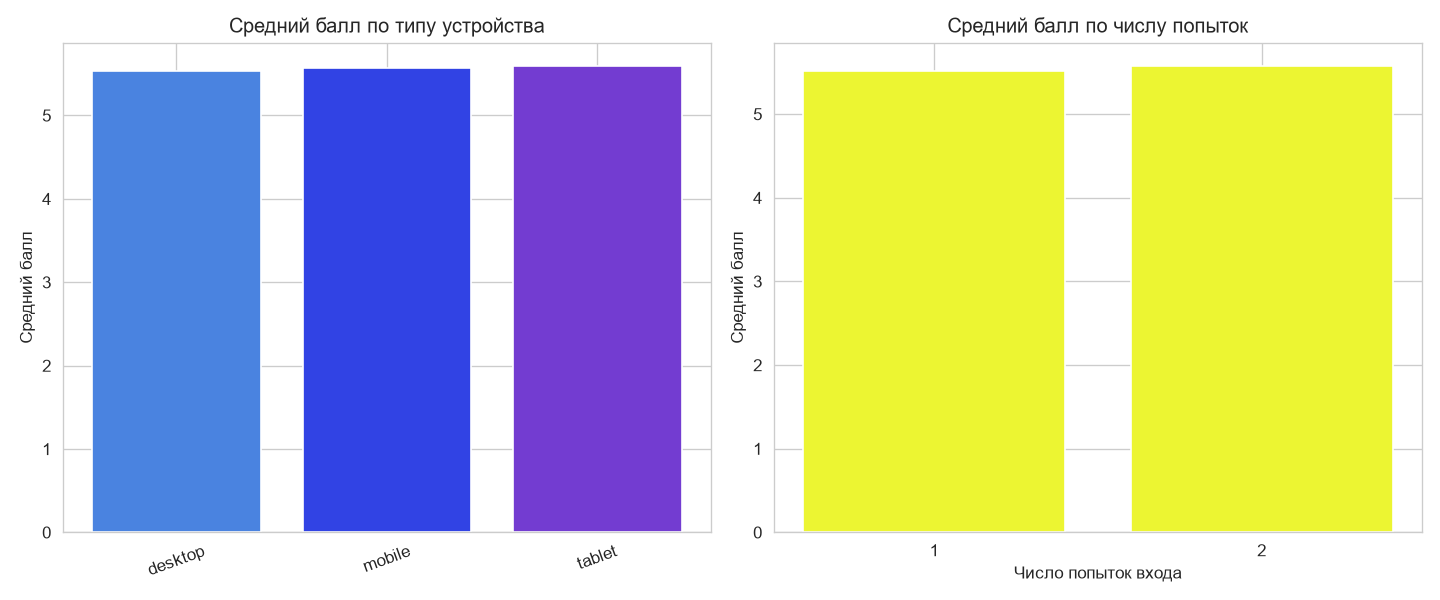 Средний балл по типу устройства
Средний балл
5
4
3
2
1
0
desktop
mobile
tablet
Средний балл по числу попыток
Средний балл
5
4
3
2
1
0
1
2
Число попыток входа